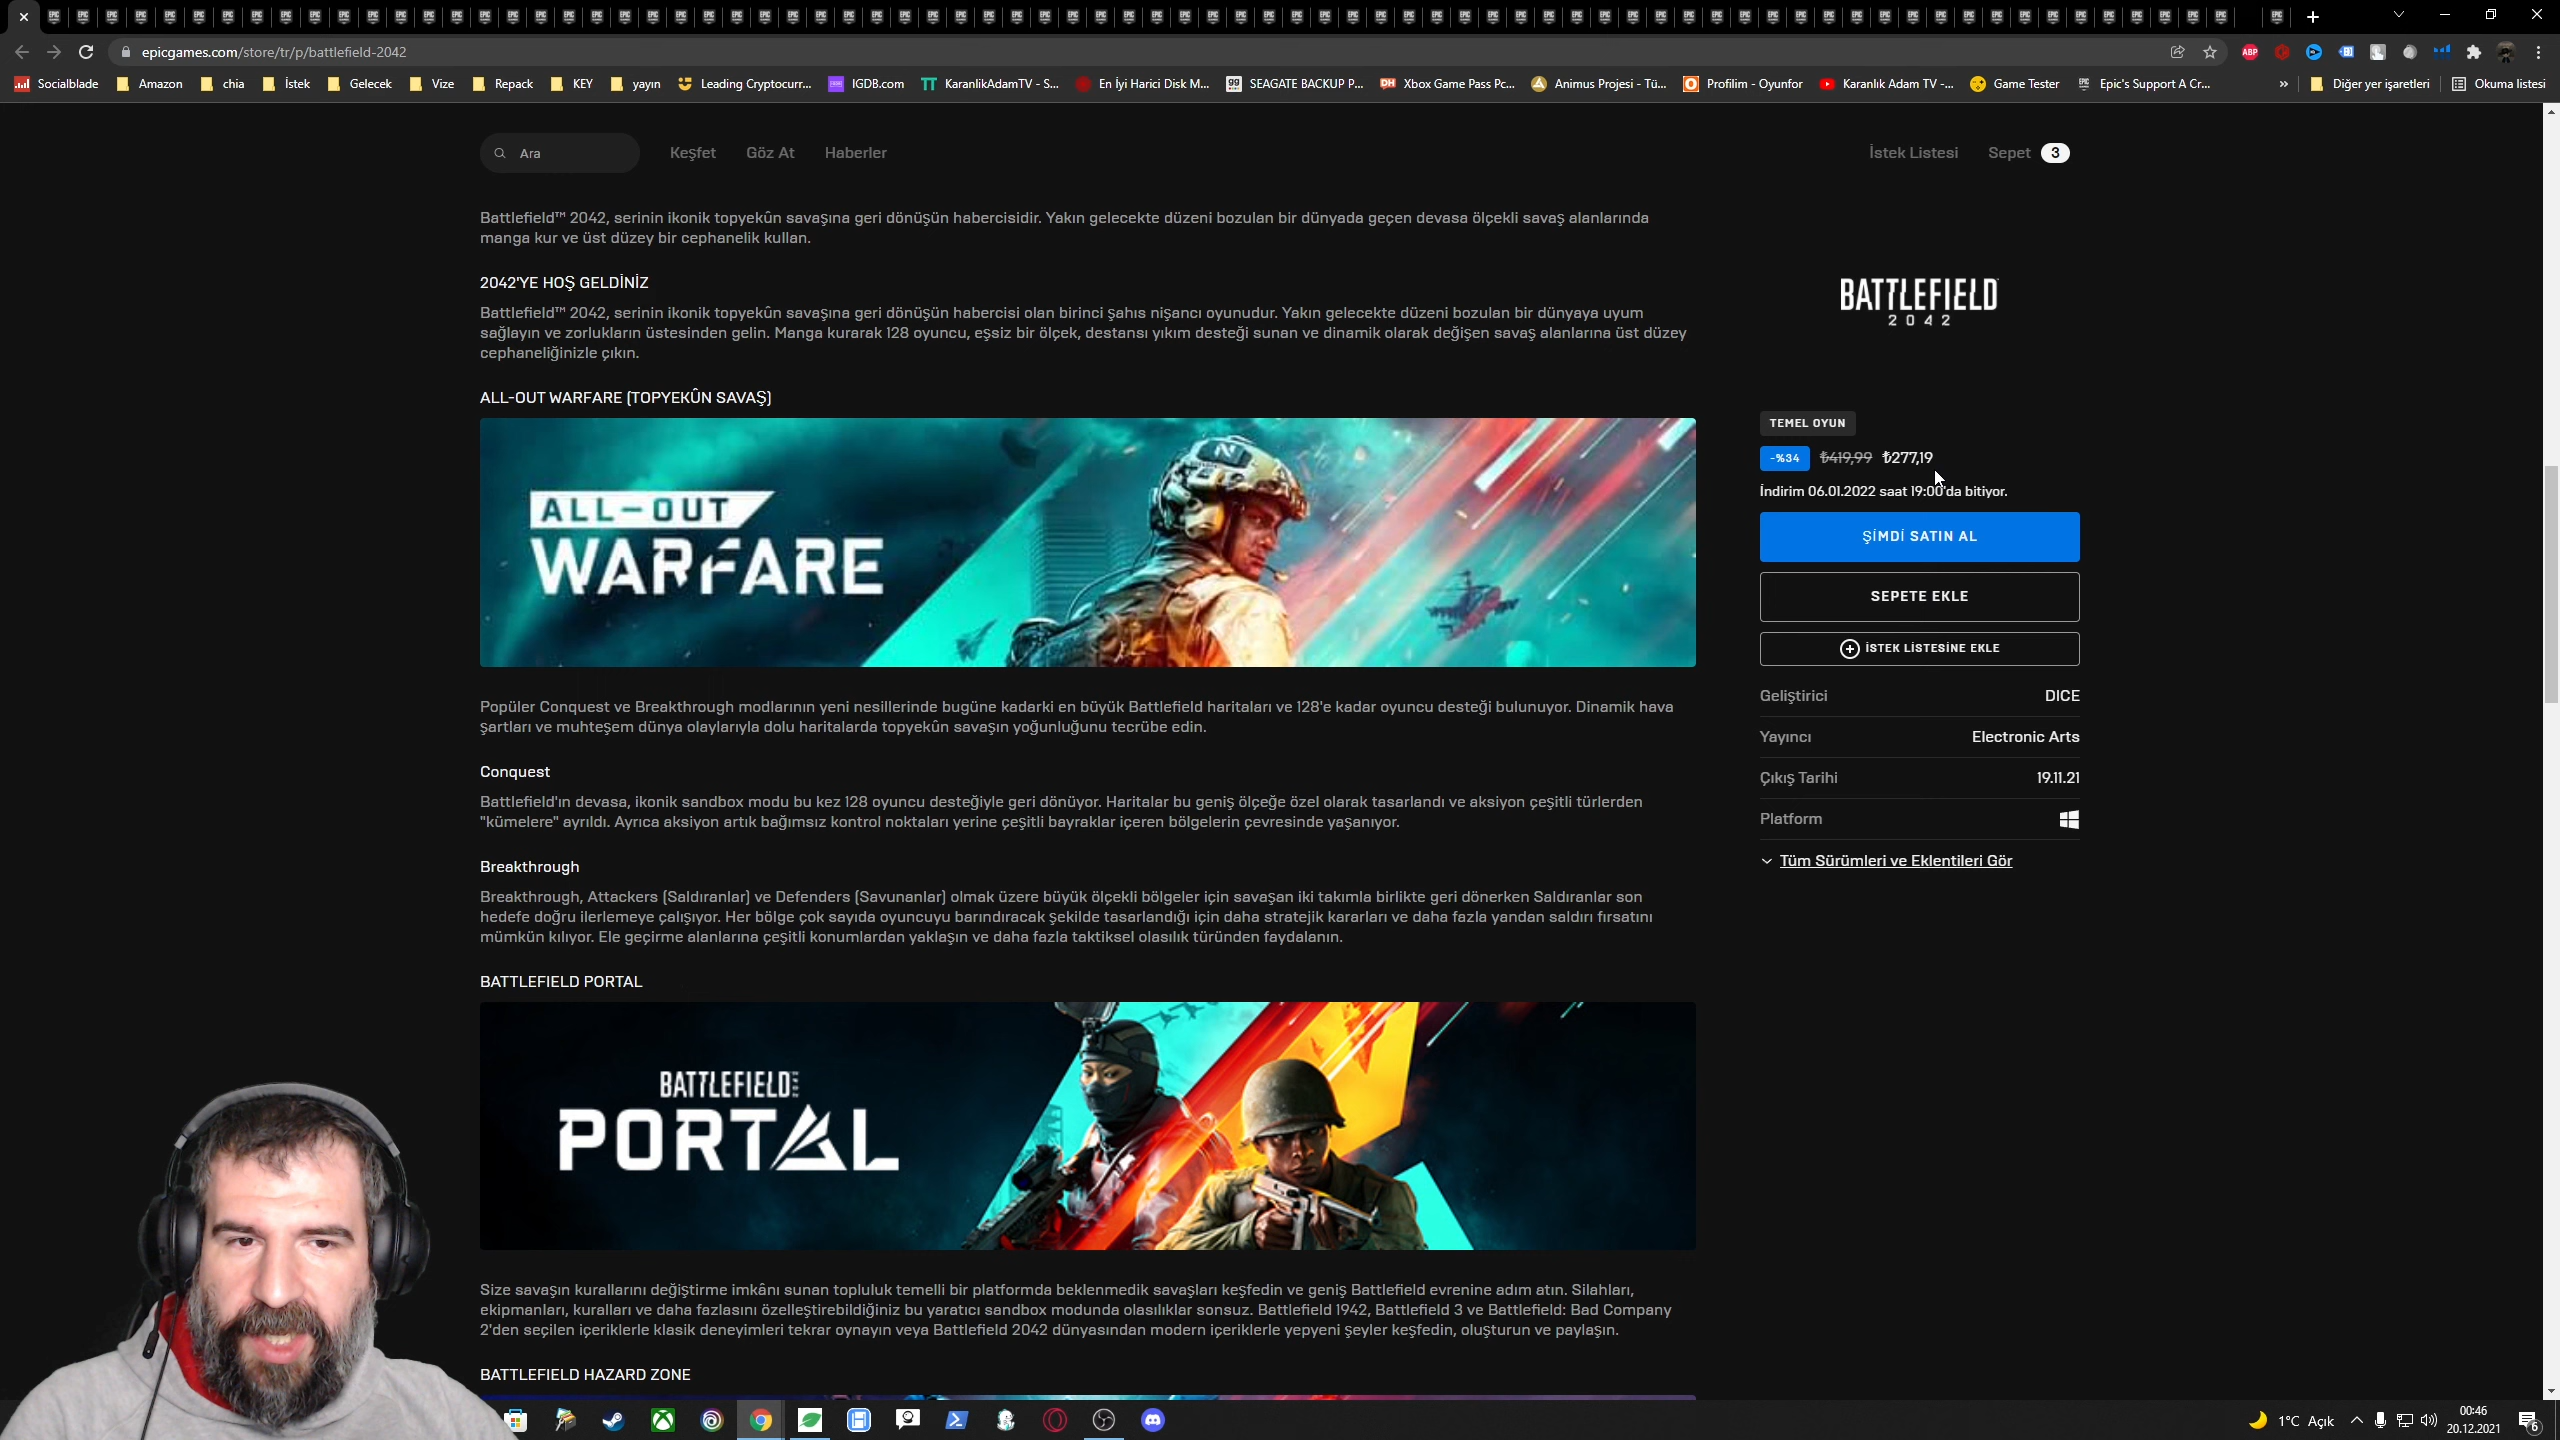 epicgames.com/store/tr/p/battlefield-2042
Socialblade Amazon chia İstek Gelecek Vize Repack KEY yayın Leading Cryptocurr... IGDB.com KaranlikAdamTV - S... En İyi Harici Disk M... SEAGATE BACKUP P... Xbox Game Pass Pc... Animus Projesi - Tü... Profilim - Oyunfor Karanlık Adam TV -... Game Tester Epic's Support A Cr... » Diğer yer işaretleri Okuma listesi
Ara Keşfet Göz At Haberler İstek Listesi Sepet 3
Battlefield™ 2042, serinin ikonik topyekûn savaşına geri dönüşün habercisidir. Yakın gelecekte düzeni bozulan bir dünyada geçen devasa ölçekli savaş alanlarında
manga kur ve üst düzey bir cephanelik kullan.
2042'YE HOŞ GELDİNİZ
Battlefield™ 2042, serinin ikonik topyekûn savaşına geri dönüşün habercisi olan birinci şahıs nişancı oyunudur. Yakın gelecekte düzeni bozulan bir dünyaya uyum
sağlayın ve zorlukların üstesinden gelin. Manga kurarak 128 oyuncu, eşsiz bir ölçek, destansı yıkım desteği sunan ve dinamik olarak değişen savaş alanlarına üst düzey
cephaneliğinizle çıkın.
ALL-OUT WARFARE (TOPYEKÛN SAVAŞ)
ALL-OUT
WARFARE
Popüler Conquest ve Breakthrough modlarının yeni nesillerinde bugüne kadarki en büyük Battlefield haritaları ve 128'e kadar oyuncu desteği bulunuyor. Dinamik hava
şartları ve muhteşem dünya olaylarıyla dolu haritalarda topyekûn savaşın yoğunluğunu tecrübe edin.
Conquest
Battlefield'ın devasa, ikonik sandbox modu bu kez 128 oyuncu desteğiyle geri dönüyor. Haritalar bu geniş ölçeğe özel olarak tasarlandı ve aksiyon çeşitli türlerden
"kümelere" ayrıldı. Ayrıca aksiyon artık bağımsız kontrol noktaları yerine çeşitli bayraklar içeren bölgelerin çevresinde yaşanıyor.
Breakthrough
Breakthrough, Attackers (Saldıranlar) ve Defenders (Savunanlar) olmak üzere büyük ölçekli bölgeler için savaşan iki takımla birlikte geri dönerken Saldıranlar son
hedefe doğru ilerlemeye çalışıyor. Her bölge çok sayıda oyuncuyu barındıracak şekilde tasarlandığı için daha stratejik kararları ve daha fazla yandan saldırı fırsatını
mümkün kılıyor. Ele geçirme alanlarına çeşitli konumlardan yaklaşın ve daha fazla taktiksel olasılık türünden faydalanın.
BATTLEFIELD PORTAL
BATTLEFIELD
PORTAL
Size savaşın kurallarını değiştirme imkânı sunan topluluk temelli bir platformda beklenmedik savaşları keşfedin ve geniş Battlefield evrenine adım atın. Silahları,
ekipmanları, kuralları ve daha fazlasını özelleştirebildiğiniz bu yaratıcı sandbox modunda olasılıklar sonsuz. Battlefield 1942, Battlefield 3 ve Battlefield: Bad Company
2'den seçilen içeriklerle klasik deneyimleri tekrar oynayın veya Battlefield 2042 dünyasından modern içeriklerle yepyeni şeyler keşfedin, oluşturun ve paylaşın.
BATTLEFIELD HAZARD ZONE
BATTLEFIELD
2042
TEMEL OYUN
-%34 ₺419,99 ₺277,19
İndirim 06.01.2022 saat 19:00'da bitiyor.
ŞİMDİ SATIN AL
SEPETE EKLE
İSTEK LİSTESİNE EKLE
Geliştirici DICE
Yayıncı Electronic Arts
Çıkış Tarihi 19.11.21
Platform
Tüm Sürümleri ve Eklentileri Gör
1°C Açık
00:46
20.12.2021
6